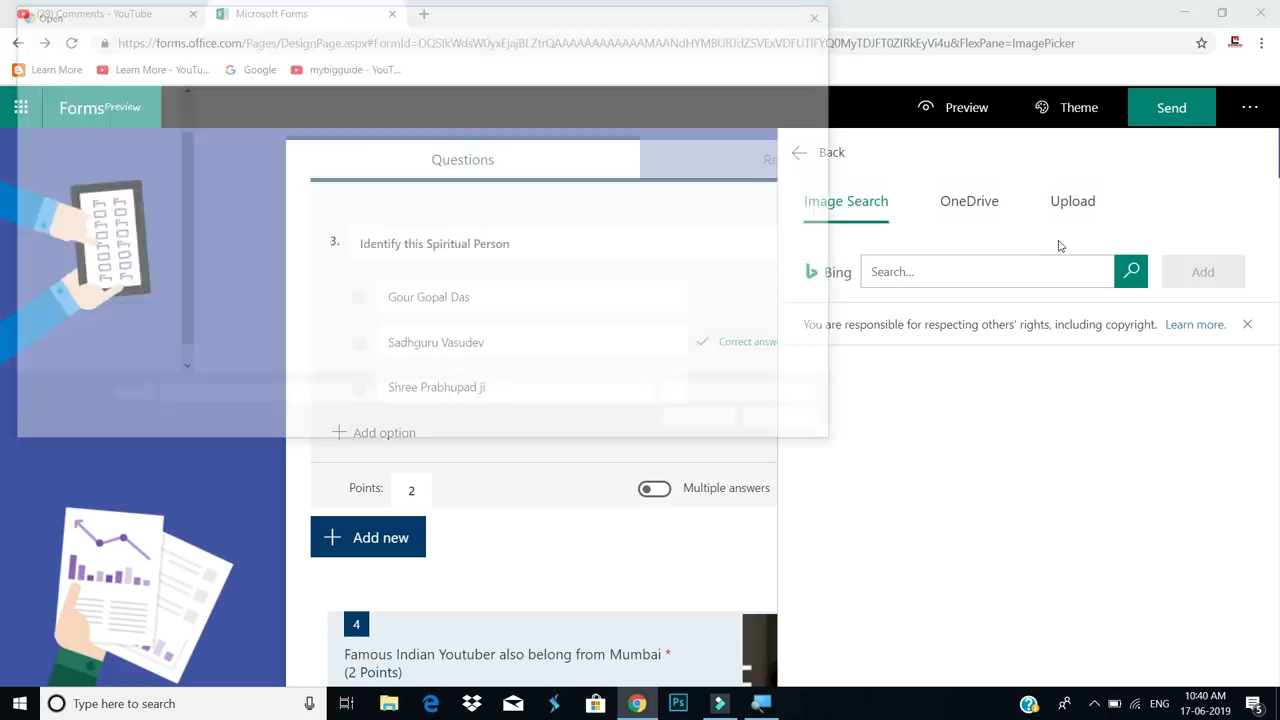 (29) Comments - YouTube
Open
Microsoft Forms
https://forms.office.com/Pages/DesignPage.aspx#FormId=DQSIkWdsW0yxEjajBLZtrQAAAAAAAAAAAAMAANdHYMBURTdZSVExVDFUTlFYQ0MyTDJFT0ZIRkEyVi4u&FlexPane=ImagePicker
Learn More
Learn More - YouTu...
Google
mybigguide - YouT...
Forms Preview
Preview
Theme
Send
Questions
Back
Image Search
OneDrive
Upload
Bing
Search...
Add
You are responsible for respecting others' rights, including copyright. Learn more.
3.
Identify this Spiritual Person
Gour Gopal Das
Sadhguru Vasudev
Correct answ
Shree Prabhupad ji
Add option
Points:
2
Multiple answers
Add new
4
Famous Indian Youtuber also belong from Mumbai *
(2 Points)
Type here to search
Ps
ENG
10:40 AM
17-06-2019
5